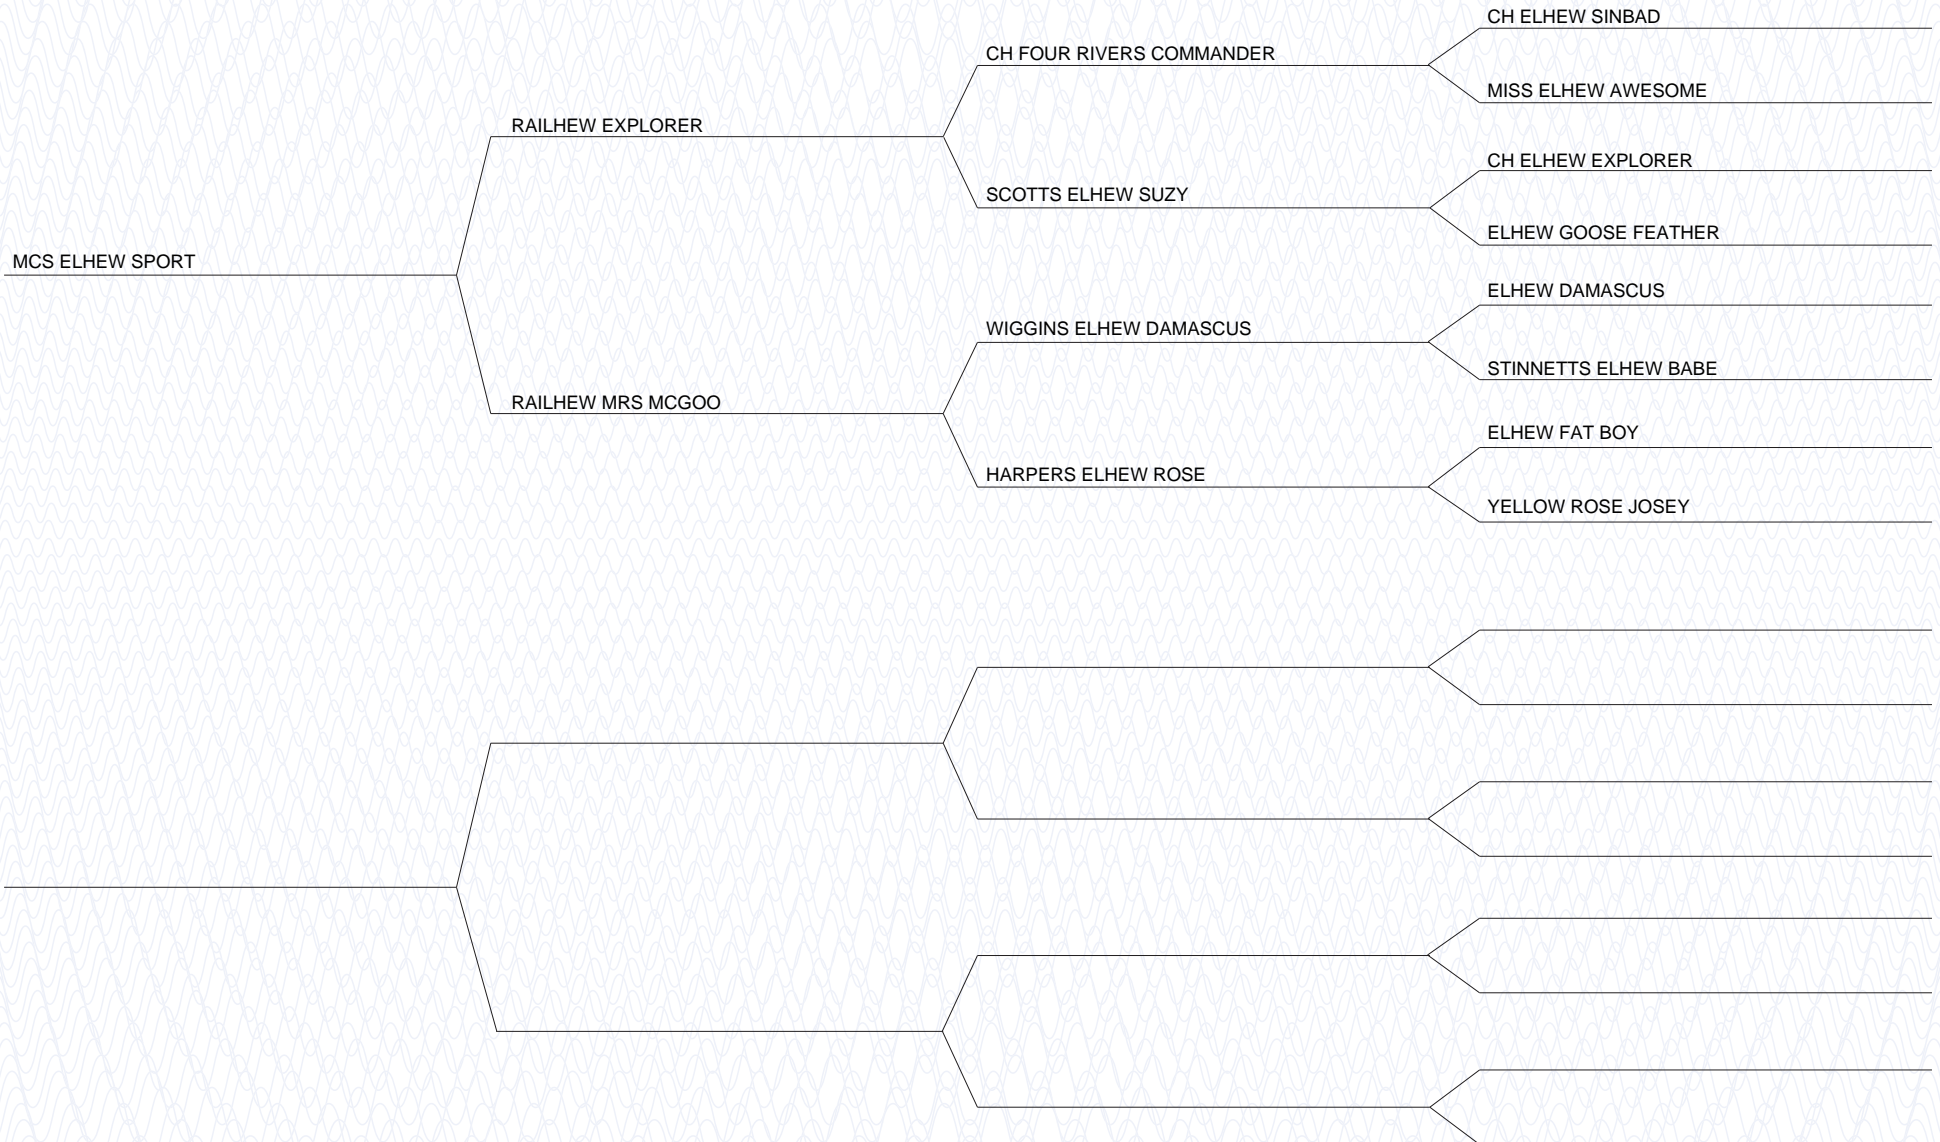 CH ELHEW SINBAD
CH FOUR RIVERS COMMANDER
MISS ELHEW AWESOME
RAILHEW EXPLORER
CH ELHEW EXPLORER
SCOTTS ELHEW SUZY
ELHEW GOOSE FEATHER
MCS ELHEW SPORT
ELHEW DAMASCUS
WIGGINS ELHEW DAMASCUS
STINNETTS ELHEW BABE
RAILHEW MRS MCGOO
ELHEW FAT BOY
HARPERS ELHEW ROSE
YELLOW ROSE JOSEY